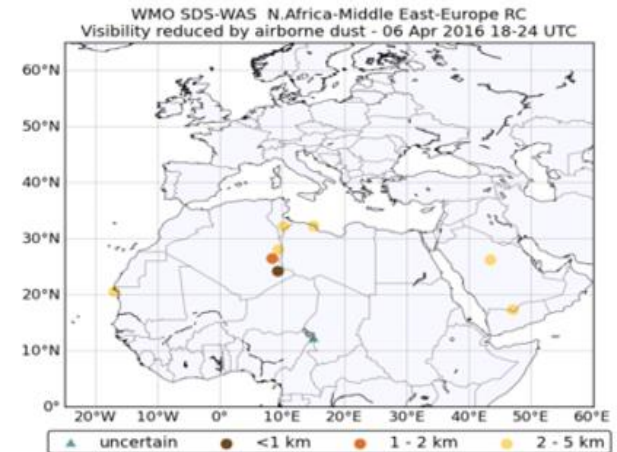 WMO SDS-WAS N.Africa-Middle East-Europe RC
Visibility reduced by airborne dust - 06 Apr 2016 18-24 UTC
60°N
50°N
40°N
30°N
20°N
10°N
0°
20°W 10°W 0° 10°E 20°E 30°E 40°E 50°E 60°E
uncertain <1 km 1 - 2 km 2 - 5 km